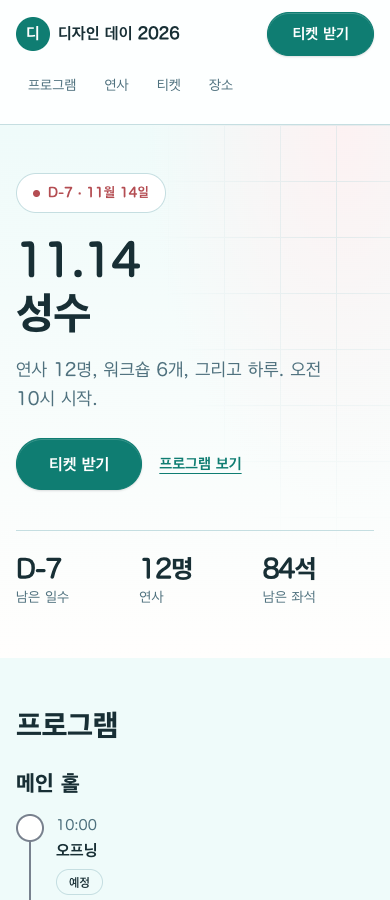 디
디자인 데이 2026
티켓 받기
프로그램
연사
티켓
장소
D-7 · 11월 14일
11.14
성수
연사 12명, 워크숍 6개, 그리고 하루. 오전
10시 시작.
티켓 받기
프로그램 보기
D-7
12명
84석
남은 일수
연사
남은 좌석
프로그램
메인 홀
10:00
오프닝
예정